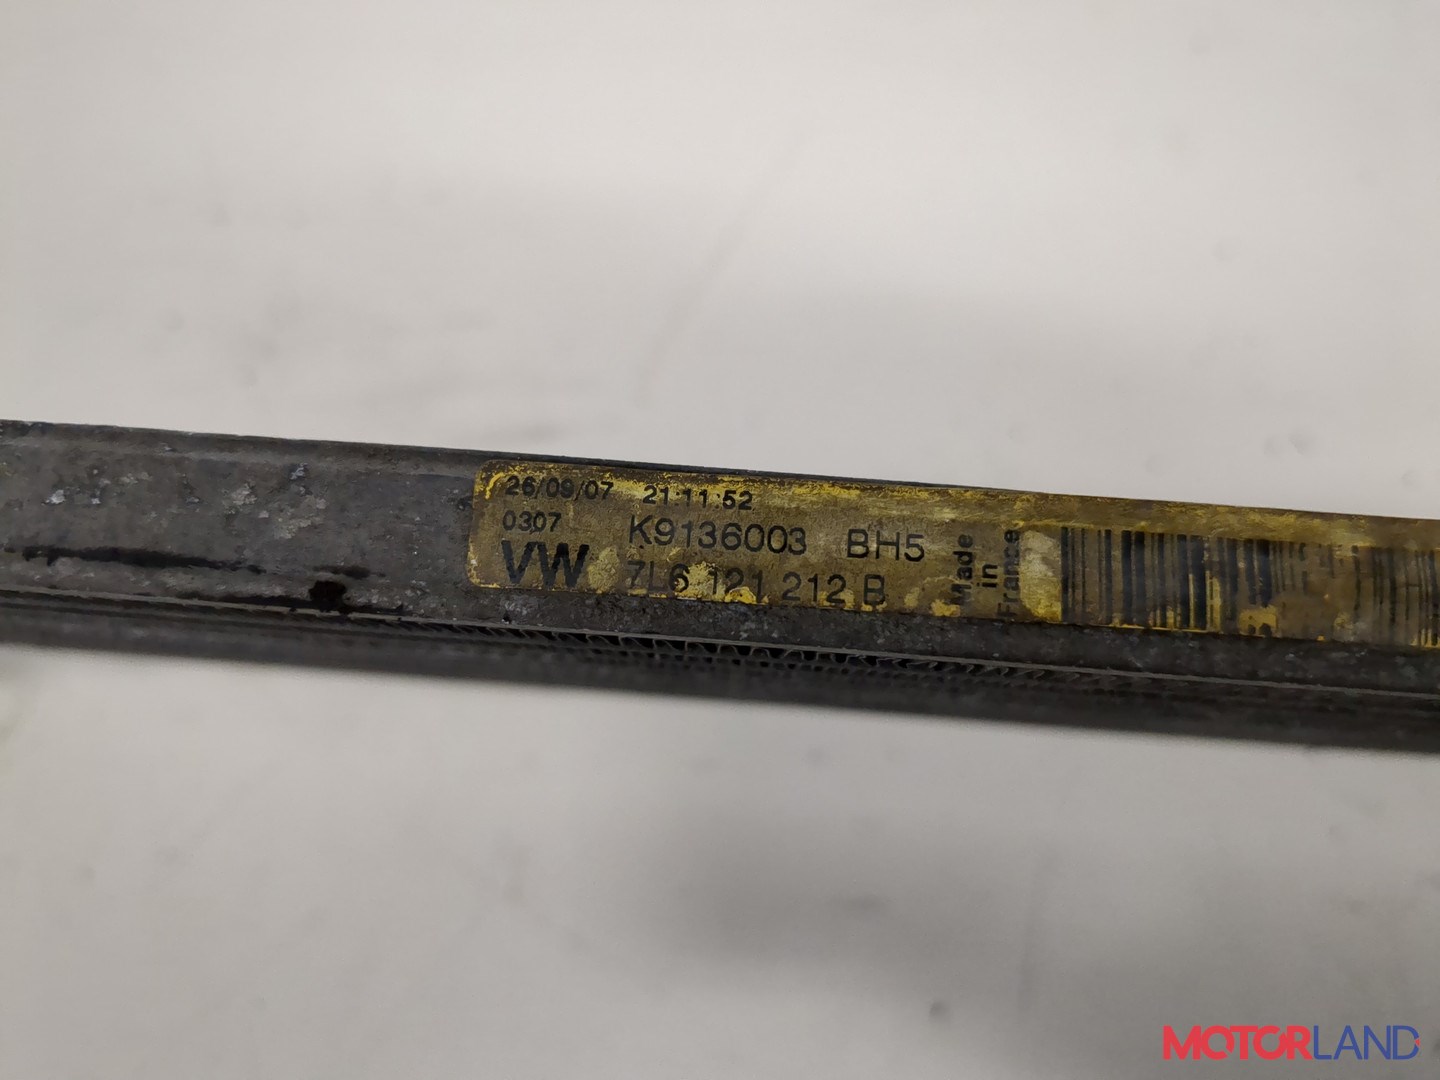 26/09/07 21:11:52
0307 K9136003 BH5
VW 7L6 121 212 B
Made
in
France
MOTORLAND